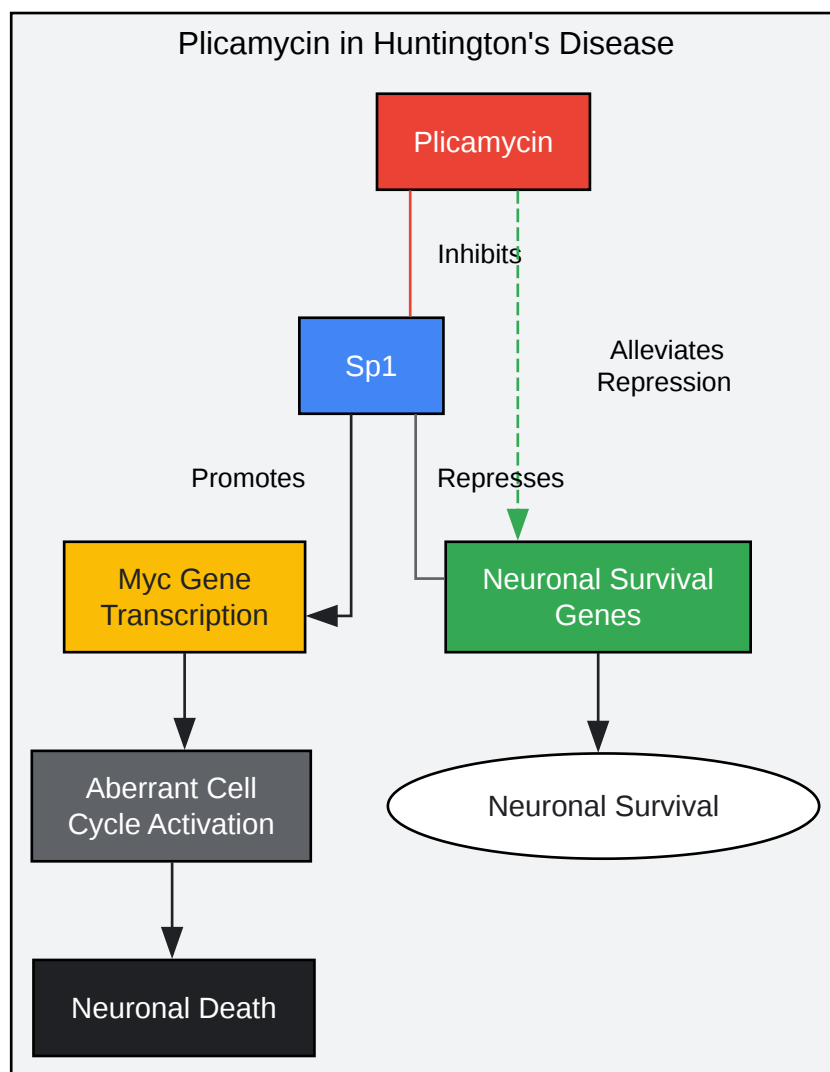 Plicamycin in Huntington's Disease
Plicamycin
Inhibits
Sp1
Alleviates
Repression
Promotes
Represses
Myc Gene
Transcription
Neuronal Survival
Genes
Aberrant Cell
Cycle Activation
Neuronal Survival
Neuronal Death